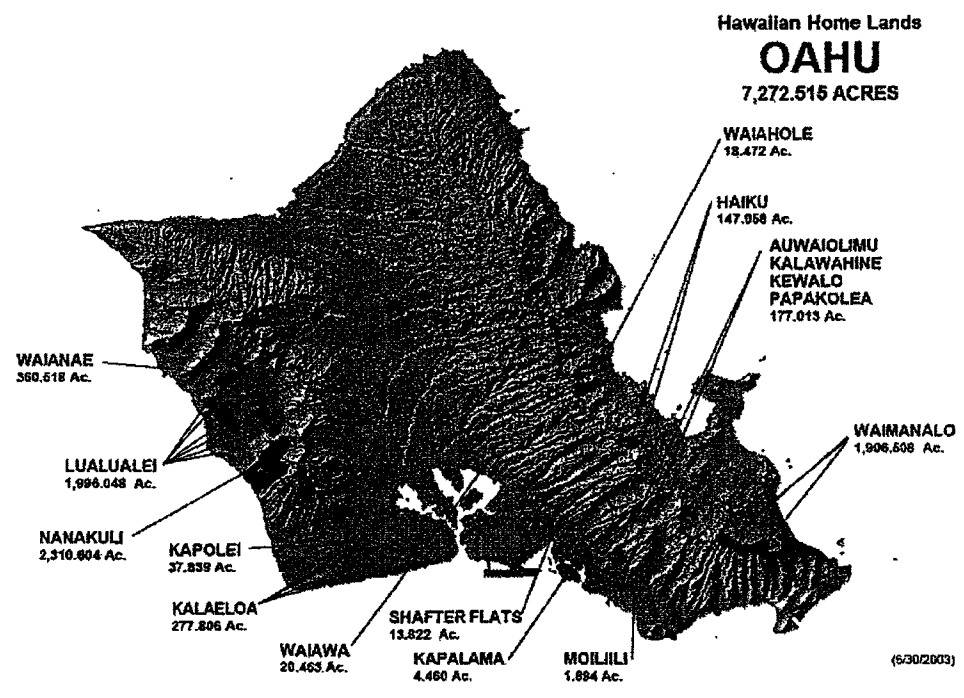 Hawaiian Home Lands
OAHU
7,272.515 ACRES
WAIAHOLE
18.472 Ac.
HAIKU
147.958 Ac.
AUWAIOLIMU
KALAWAHINE
KEWALO
PAPAKOLEA
177.013 Ac.
WAIANAE
360.518 Ac.
WAIMANALO
1,906.508 Ac.
LUALUALEI
1,996.048 Ac.
NANAKULI
2,310.604 Ac.
KAPOLEI
37.839 Ac.
KALAELOA
277.806 Ac.
SHAFTER FLATS
13.822 Ac.
WAIAWA
20.463 Ac.
KAPALAMA
4.460 Ac.
MOILIILI
1.894 Ac.
(6/30/2003)